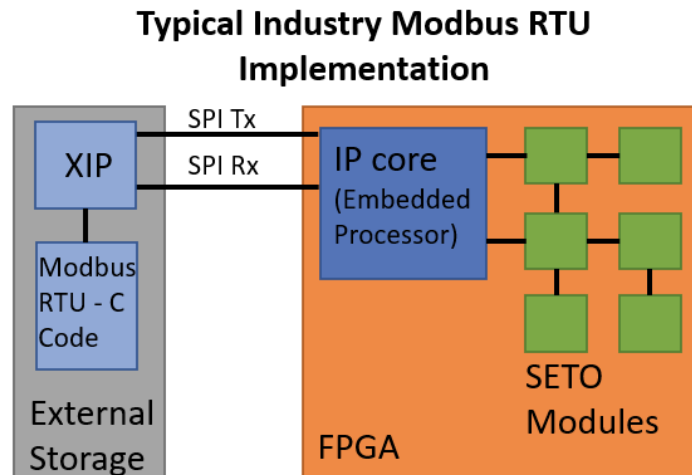 Typical Industry Modbus RTU
Implementation
SPI Tx
XIP
SPI Rx
IP core
(Embedded
Processor)
Modbus
RTU - C
Code
External
Storage
FPGA
SETO
Modules